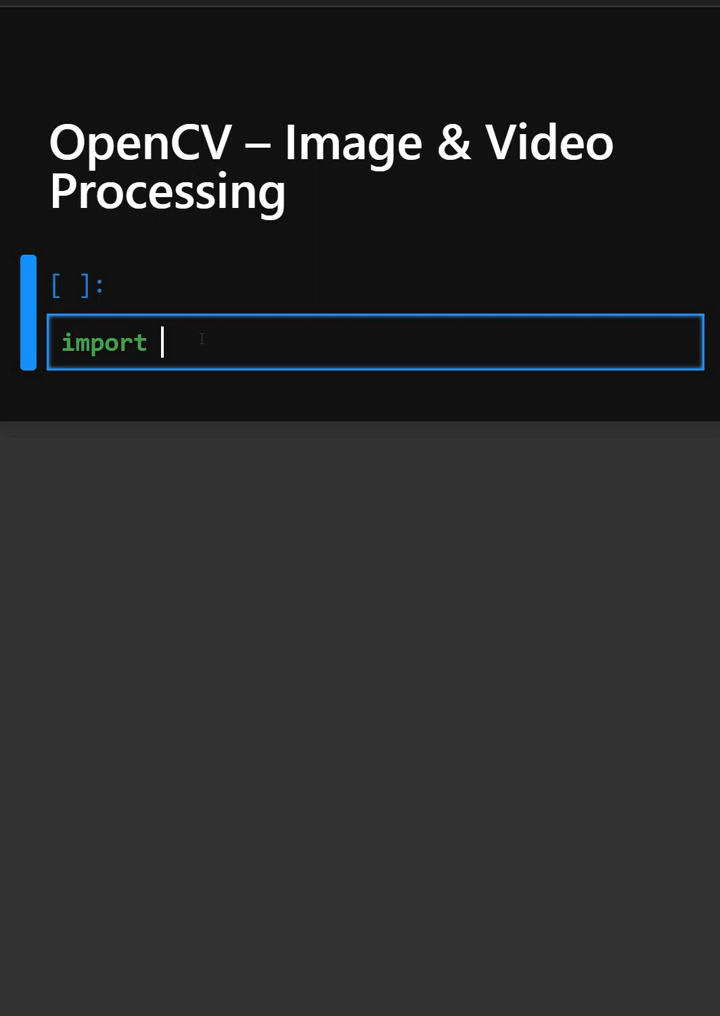 OpenCV – Image & Video
Processing
[ ]:
import